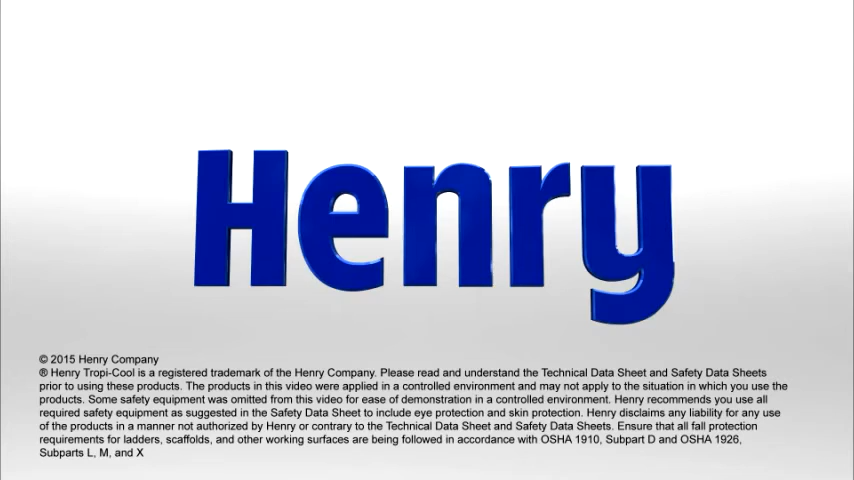 Henry
© 2015 Henry Company
® Henry Tropi-Cool is a registered trademark of the Henry Company. Please read and understand the Technical Data Sheet and Safety Data Sheets
prior to using these products. The products in this video were applied in a controlled environment and may not apply to the situation in which you use the
products. Some safety equipment was omitted from this video for ease of demonstration in a controlled environment. Henry recommends you use all
required safety equipment as suggested in the Safety Data Sheet to include eye protection and skin protection. Henry disclaims any liability for any use
of the products in a manner not authorized by Henry or contrary to the Technical Data Sheet and Safety Data Sheets. Ensure that all fall protection
requirements for ladders, scaffolds, and other working surfaces are being followed in accordance with OSHA 1910, Subpart D and OSHA 1926,
Subparts L, M, and X